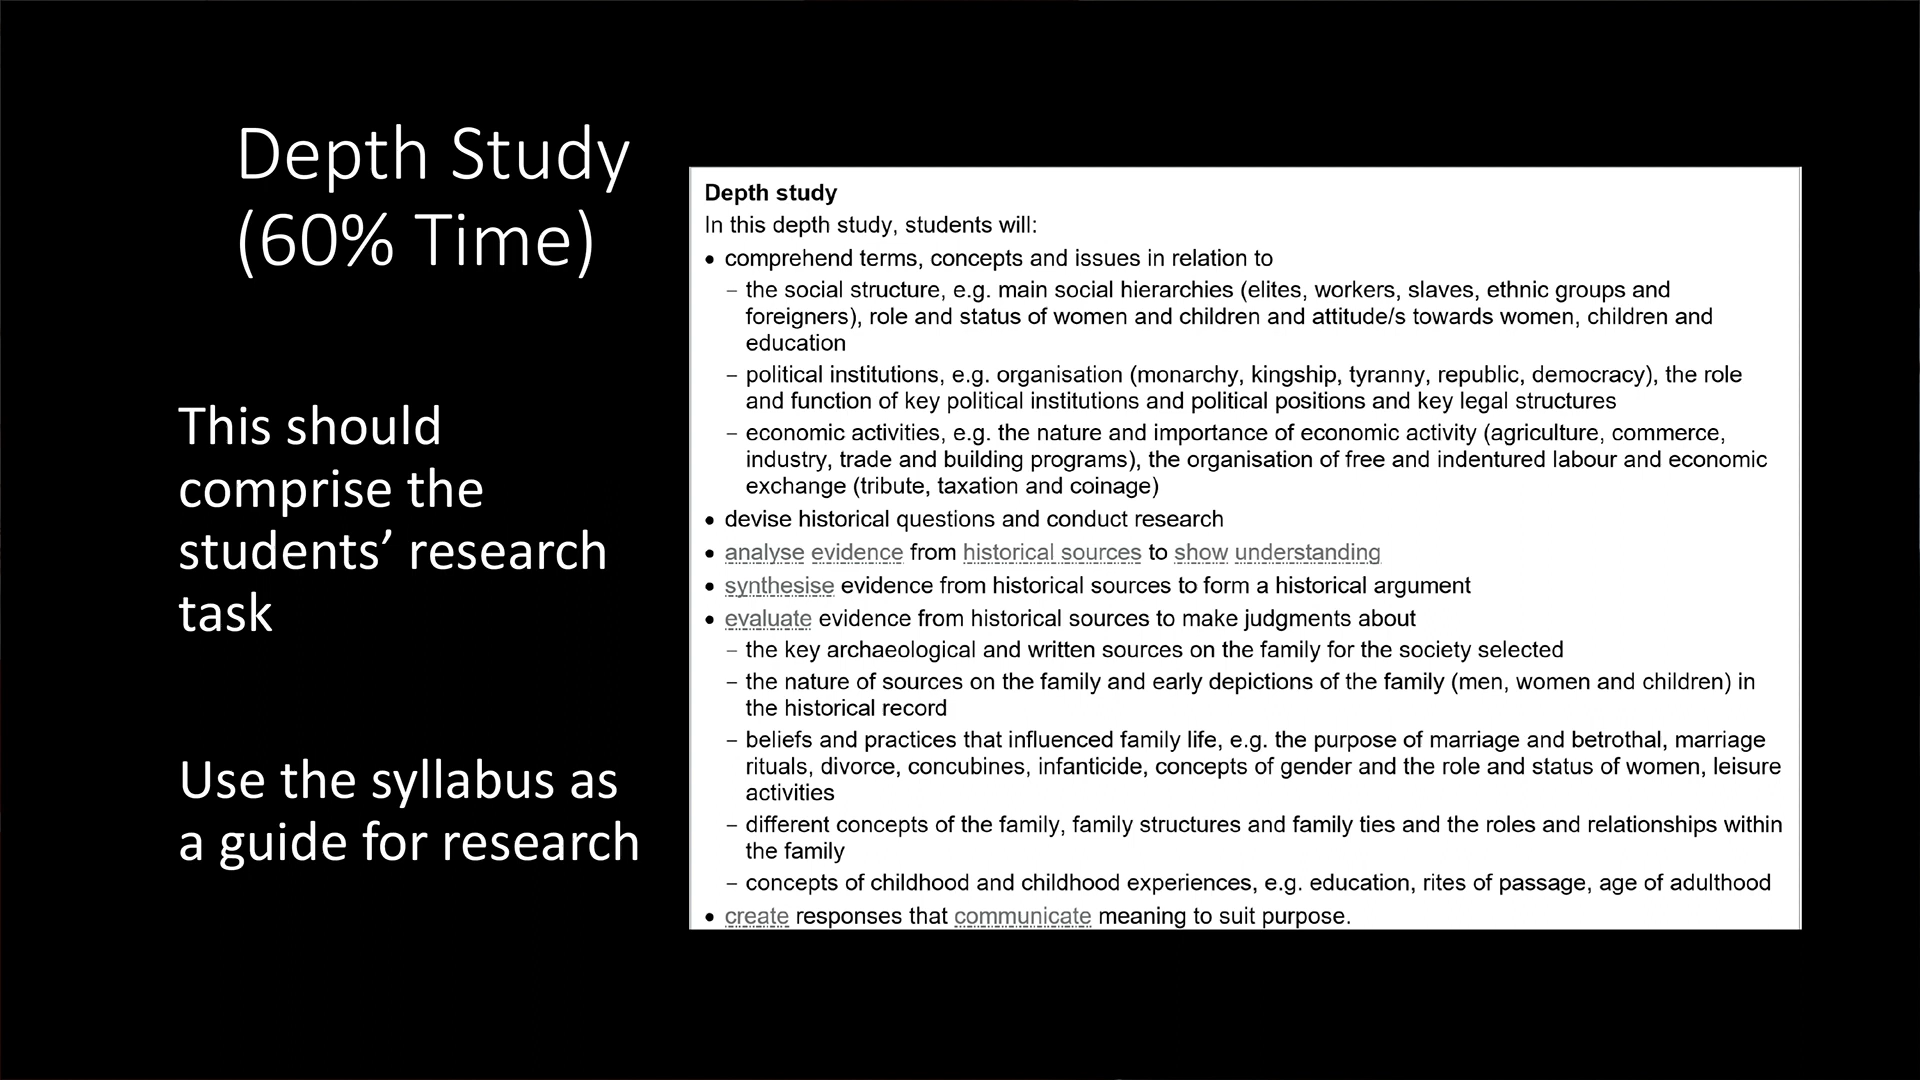 Depth Study
(60% Time)
This should
comprise the
students’ research
task
Use the syllabus as
a guide for research
Depth study
In this depth study, students will:
• comprehend terms, concepts and issues in relation to
– the social structure, e.g. main social hierarchies (elites, workers, slaves, ethnic groups and
foreigners), role and status of women and children and attitude/s towards women, children and
education
– political institutions, e.g. organisation (monarchy, kingship, tyranny, republic, democracy), the role
and function of key political institutions and political positions and key legal structures
– economic activities, e.g. the nature and importance of economic activity (agriculture, commerce,
industry, trade and building programs), the organisation of free and indentured labour and economic
exchange (tribute, taxation and coinage)
• devise historical questions and conduct research
• analyse evidence from historical sources to show understanding
• synthesise evidence from historical sources to form a historical argument
• evaluate evidence from historical sources to make judgments about
– the key archaeological and written sources on the family for the society selected
– the nature of sources on the family and early depictions of the family (men, women and children) in
the historical record
– beliefs and practices that influenced family life, e.g. the purpose of marriage and betrothal, marriage
rituals, divorce, concubines, infanticide, concepts of gender and the role and status of women, leisure
activities
– different concepts of the family, family structures and family ties and the roles and relationships within
the family
– concepts of childhood and childhood experiences, e.g. education, rites of passage, age of adulthood
• create responses that communicate meaning to suit purpose.